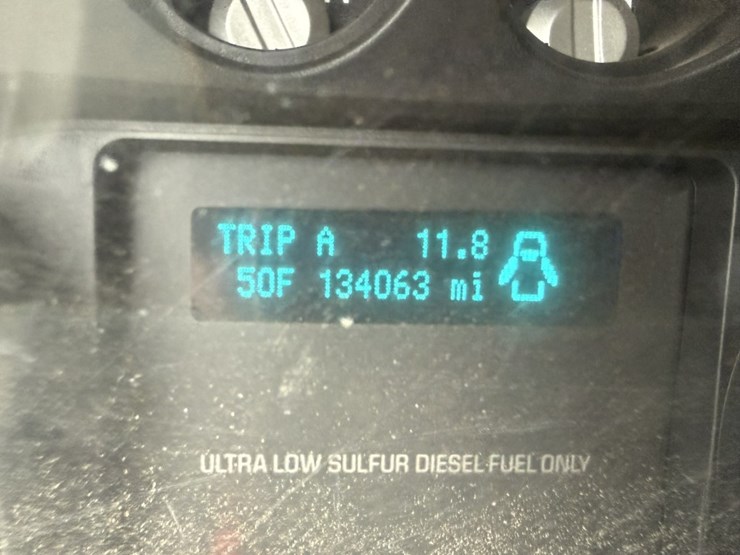 TRIP A 11.8
50F 134063 mi
ULTRA LOW SULFUR DIESEL FUEL ONLY